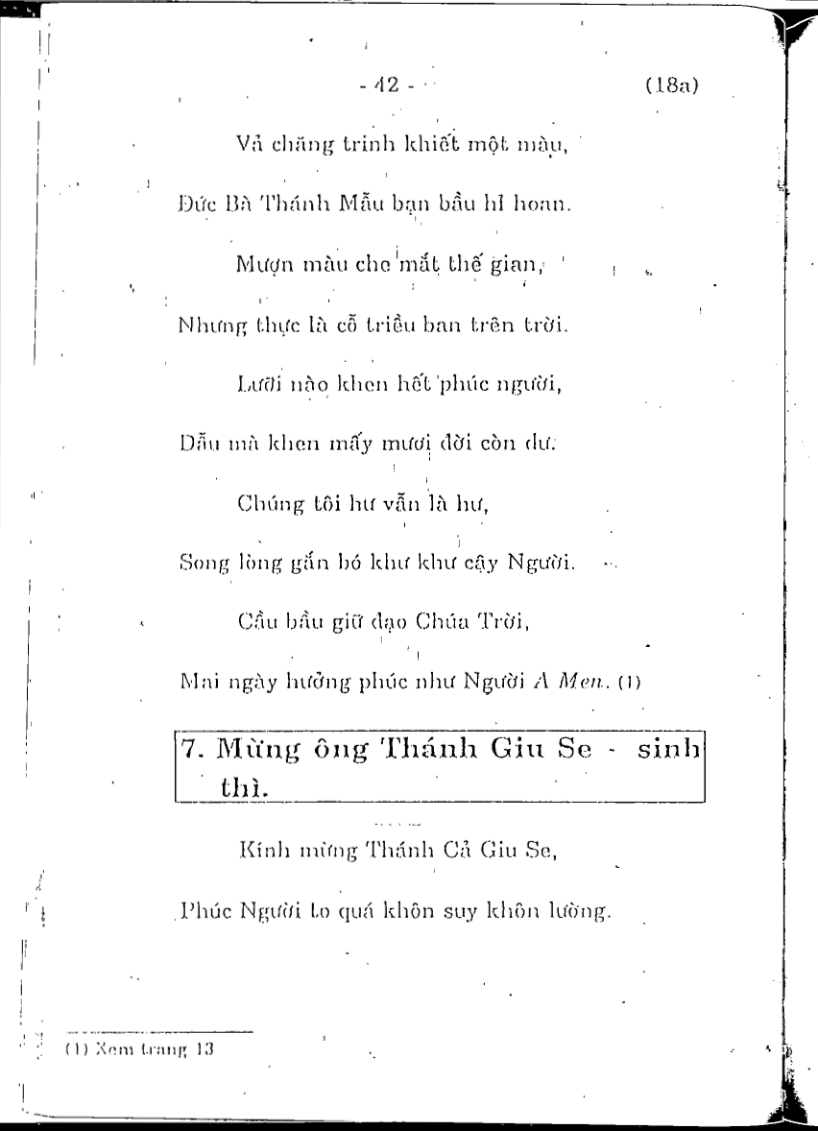 - 42 - (18a)
Vả chăng trinh khiết một màu,
Đức Bà Thánh Mẫu bạn bầu hỉ hoan.
Mượn màu che mắt thế gian,
Nhưng thực là cỗ triều ban trên trời.
Lưỡi nào khen hết phúc người,
Dẫu mà khen mấy mươi đời còn dư.
Chúng tôi hư vẫn là hư,
Song lòng gắn bó khư khư cậy Người.
Cầu bầu giữ đạo Chúa Trời,
Mai ngày hưởng phúc như Người A Men. (1)
7. Mừng ông Thánh Giu Se - sinh
thì.
Kính mừng Thánh Cả Giu Se,
Phúc Người to quá khôn suy khôn lường.
(1) Xem trang 13